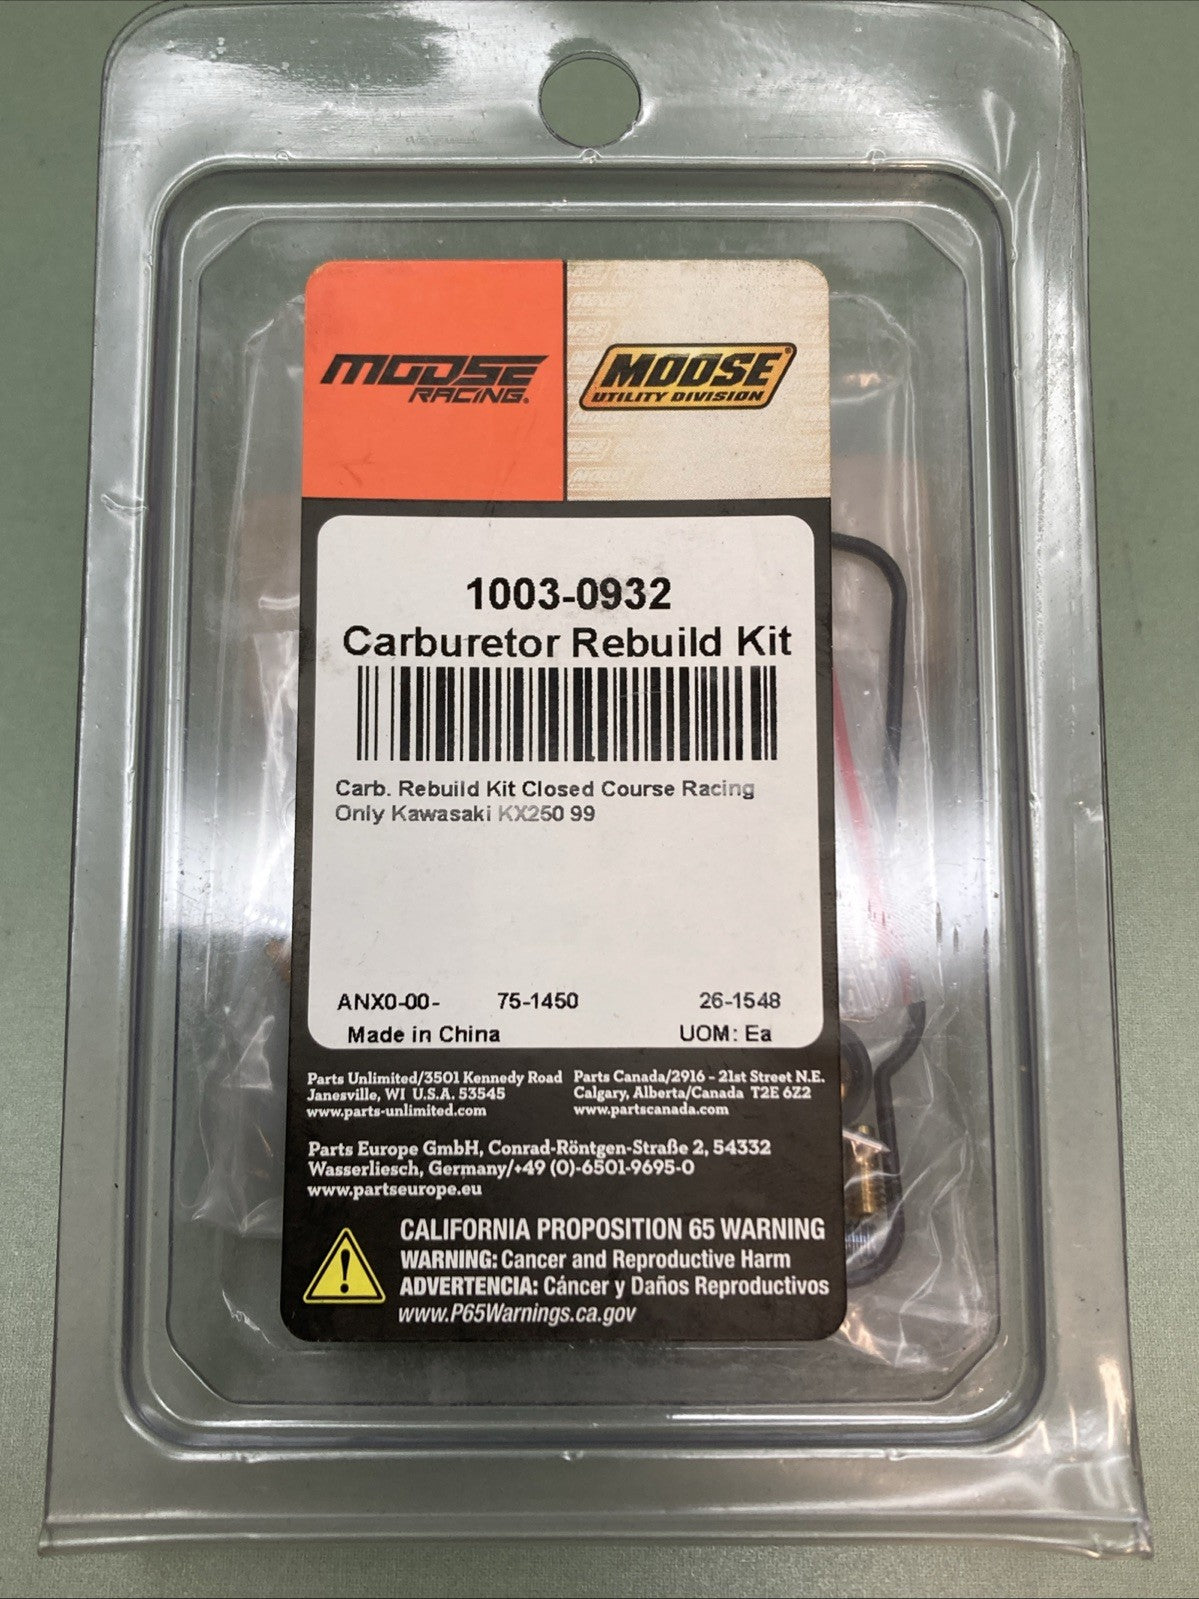 MOOSE
RACING®
MOOSE®
UTILITY DIVISION
1003-0932
Carburetor Rebuild Kit
Carb. Rebuild Kit Closed Course Racing
Only Kawasaki KX250 99
ANX0-00- 75-1450 26-1548
Made in China UOM: Ea
Parts Unlimited/3501 Kennedy Road
Janesville, WI U.S.A. 53545
www.parts-unlimited.com
Parts Canada/2916 - 21st Street N.E.
Calgary, Alberta/Canada T2E 6Z2
www.partscanada.com
Parts Europe GmbH, Conrad-Röntgen-Straße 2, 54332
Wasserliesch, Germany/+49 (0)-6501-9695-0
www.partseurope.eu
CALIFORNIA PROPOSITION 65 WARNING
WARNING: Cancer and Reproductive Harm
ADVERTENCIA: Cáncer y Daños Reproductivos
www.P65Warnings.ca.gov